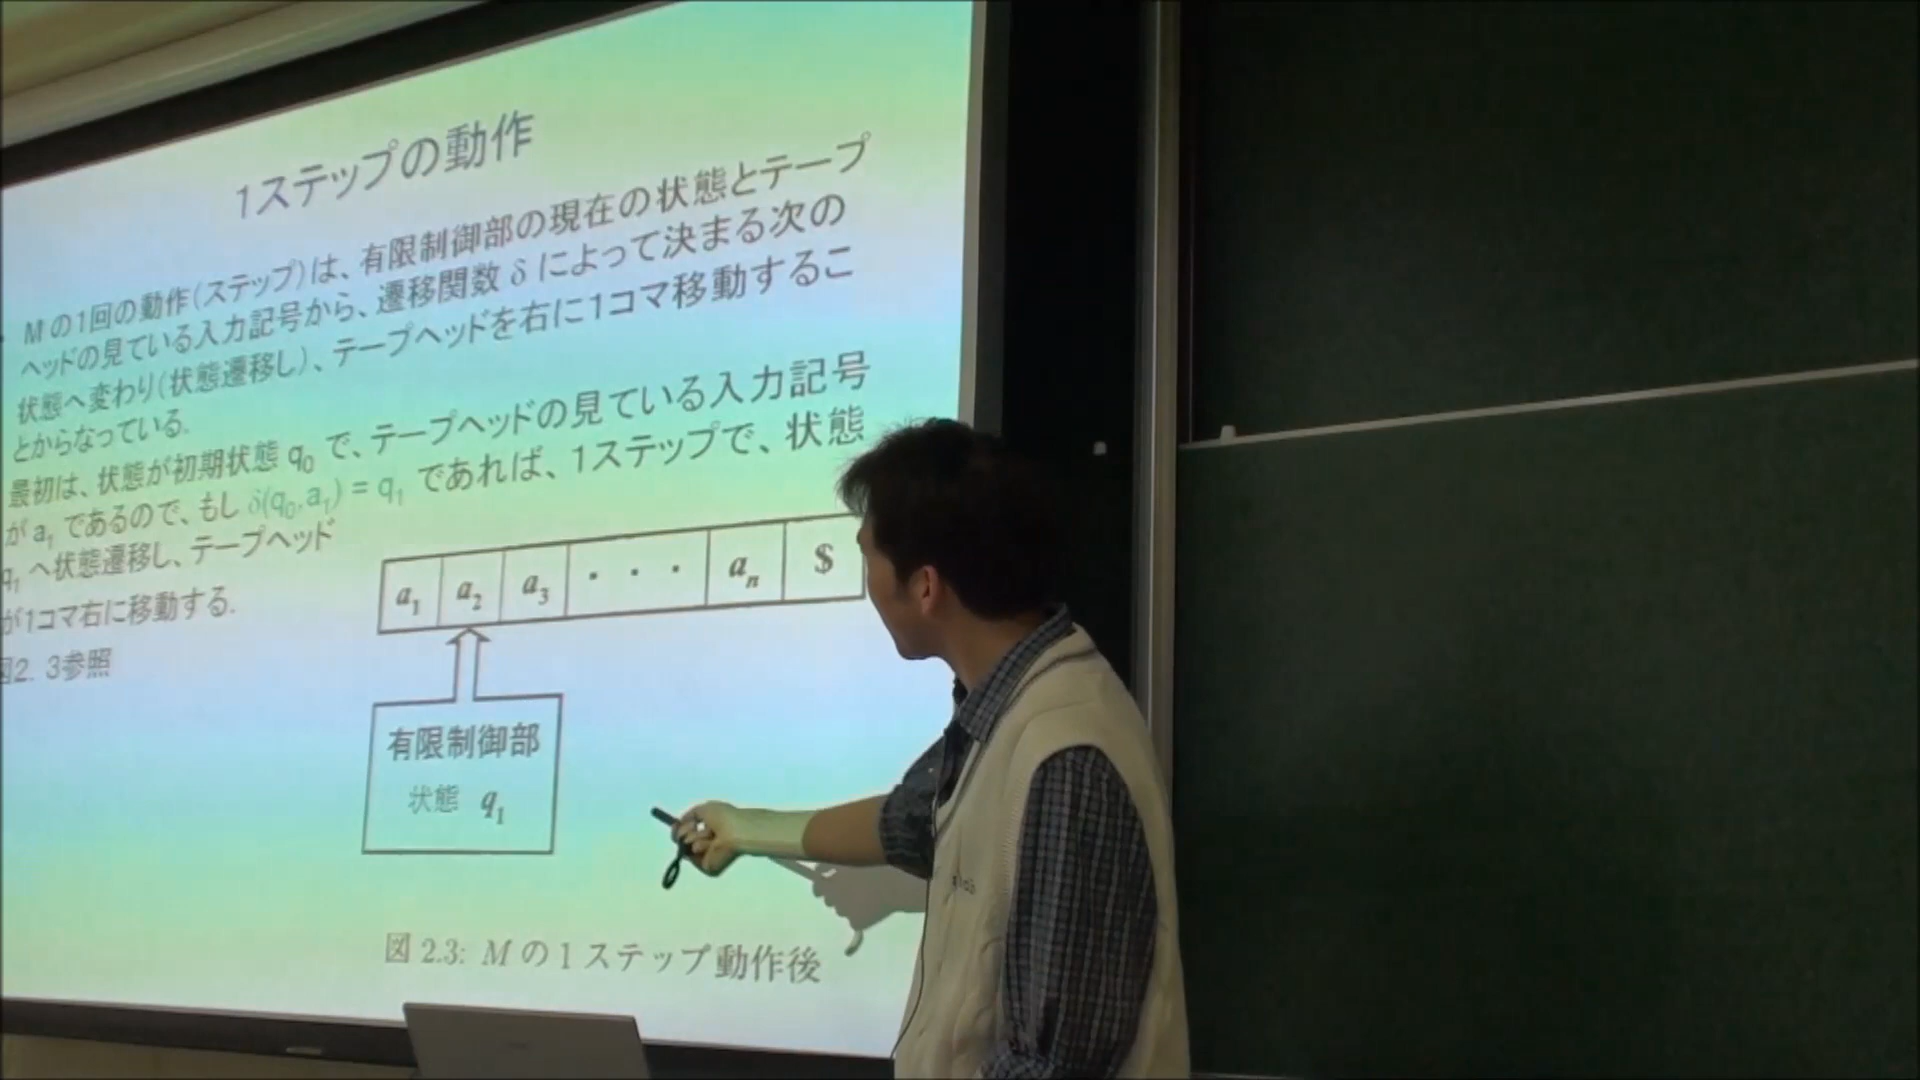 1ステップの動作
Mの1回の動作(ステップ)は、有限制御部の現在の状態とテープ
ヘッドの見ている入力記号から、遷移関数 δ によって決まる次の
状態へ変わり(状態遷移し)、テープヘッドを右に1コマ移動するこ
とからなっている.
最初は、状態が初期状態 q0 で、テープヘッドの見ている入力記号
が a1 であるので、もし δ(q0,a1) = q1 であれば、1ステップで、状態
q1 へ状態遷移し、テープヘッド
が1コマ右に移動する.
図2.3参照
a1 a2 a3 ・ ・ ・ an $
有限制御部
状態 q1
図 2.3: M の 1 ステップ動作後